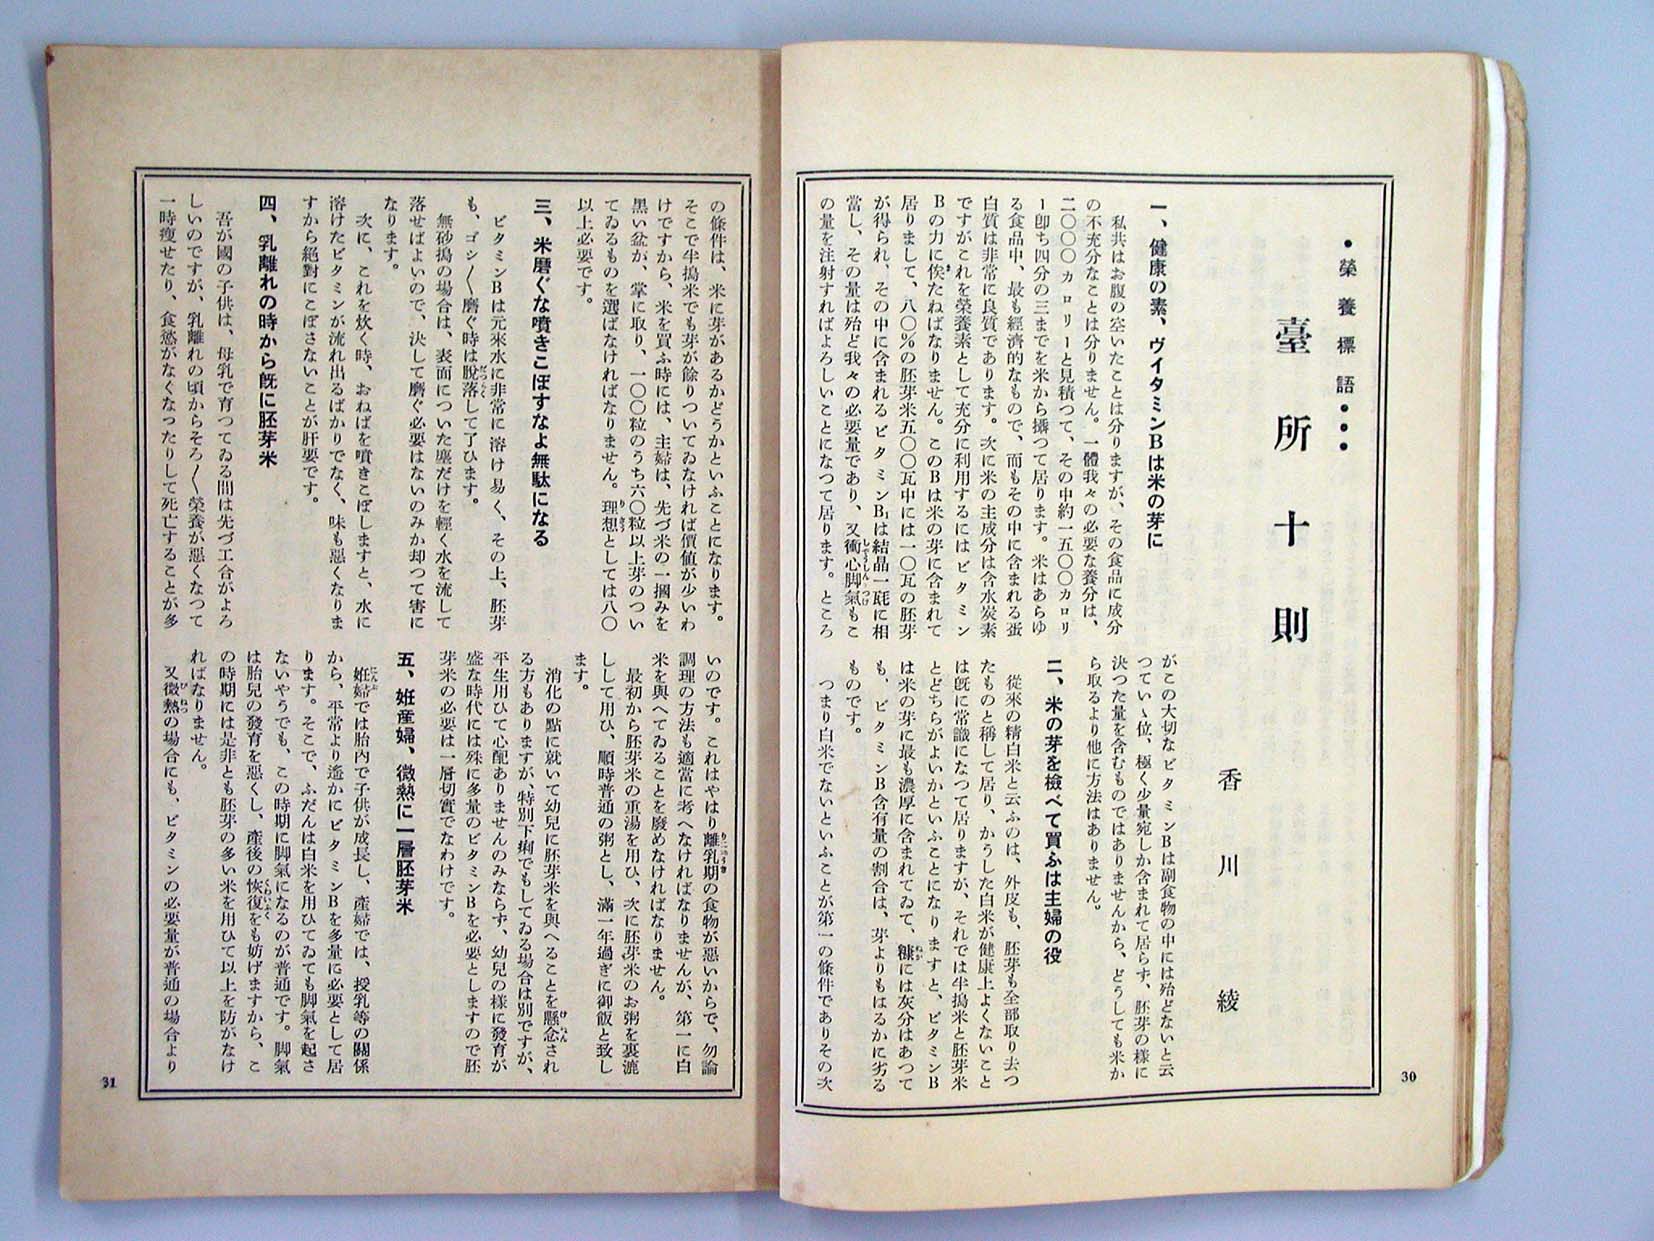 ・榮養標語・・・
臺所十則
香川綾
一、健康の素、ヴイタミンBは米の芽に
私共はお腹の空いたことは分りますが、その食品に成分
の不充分なことは分りません。一體我々の必要な養分は、
二〇〇〇カロリーと見積つて、その中約一五〇〇カロリ
ー卽ち四分の三までを米から攝つて居ります。米はあらゆ
る食品中、最も經濟的なもので、而もその中に含まれる蛋
白質は非常に良質であります。次に米の主成分は含水炭素
ですがこれを榮養素として充分に利用するにはビタミン
Bの力に俟たねばなりません。このBは米の芽に含まれて
居りまして、八〇%の胚芽米五〇〇瓦中には一〇瓦の胚芽
が得られ、その中に含まれるビタミンB₁は結晶一瓱に相
當し、その量は殆ど我々の必要量であり、又衝心脚氣もこ
の量を注射すればよろしいことになつて居ります。ところ
がこの大切なビタミンBは副食物の中には殆どないと云
つていゝ位、極く少量宛しか含まれて居らず、胚芽の樣に
決つた量を含むものではありませんから、どうしても米か
ら取るより他に方法はありません。
二、米の芽を檢べて買ふは主婦の役
從來の精白米と云ふのは、外皮も、胚芽も全部取り去つ
たものと稱して居り、かうした白米が健康上よくないこと
は旣に常識になつて居りますが、それでは半搗米と胚芽米
とどちらがよいかといふことになりますと、ビタミンB
は米の芽に最も濃厚に含まれてゐて、糠には灰分はあつて
も、ビタミンB含有量の割合は、芽よりもはるかに劣る
ものです。
つまり白米でないといふことが第一の條件でありその次
30
の條件は、米に芽があるかどうかといふことになります。
そこで半搗米でも芽が餘りついてゐなければ價値が少いわ
けですから、米を買ふ時には、主婦は、先づ米の一摑みを
黑い盆か、掌に取り、一〇〇粒のうち六〇粒以上芽のつい
てゐるものを選ばなければなりません。理想としては八〇
以上必要です。
三、米磨ぐな噴きこぼすなよ無駄になる
ビタミンBは元來水に非常に溶け易く、その上、胚芽
も、ゴシ〳〵磨ぐ時は脫落して了ひます。
無砂搗の場合は、表面についた塵だけを輕く水を流して
落せばよいので、決して磨ぐ必要はないのみか却つて害に
なります。
次に、これを炊く時、おねばを噴きこぼしますと、水に
溶けたビタミンが流れ出るばかりでなく、味も惡くなりま
すから絕對にこぼさないことが肝要です。
四、乳離れの時から旣に胚芽米
吾が國の子供は、母乳で育つてゐる間は先づ工合がよろ
しいのですが、乳離れの頃からそろ〳〵榮養が惡くなつて
一時瘦せたり、食慾がなくなつたりして死亡することが多
いのです。これはやはり離乳期の食物が惡いからで、勿論
調理の方法も適當に考へなければなりませんが、第一に白
米を與へてゐることを廢めなければなりません。
最初から胚芽米の重湯を用ひ、次に胚芽米のお粥を裏漉
しして用ひ、順時普通の粥とし、滿一年過ぎに御飯と致し
ます。
消化の點に就いて幼兒に胚芽米を與へることを懸念され
る方もありますが、特別下痢でもしてゐる場合は別ですが、
平生用ひて心配ありませんのみならず、幼兒の樣に發育が
盛な時代には殊に多量のビタミンBを必要としますので胚
芽米の必要は一層切實でなわけです。
五、姙産婦、微熱に一層胚芽米
姙婦では胎內で子供が成長し、產婦では、授乳等の關係
から、平常より遙かにビタミンBを多量に必要として居
ります。そこで、ふだんは白米を用ひてゐても脚氣を起さ
ないやうでも、この時期に脚氣になるのが普通です。脚氣
は胎兒の發育を惡くし、產後の恢復をも妨げますから、こ
の時期には是非とも胚芽の多い米を用ひて以上を防がなけ
ればなりません。
又微熱の場合にも、ビタミンの必要量が普通の場合より
31